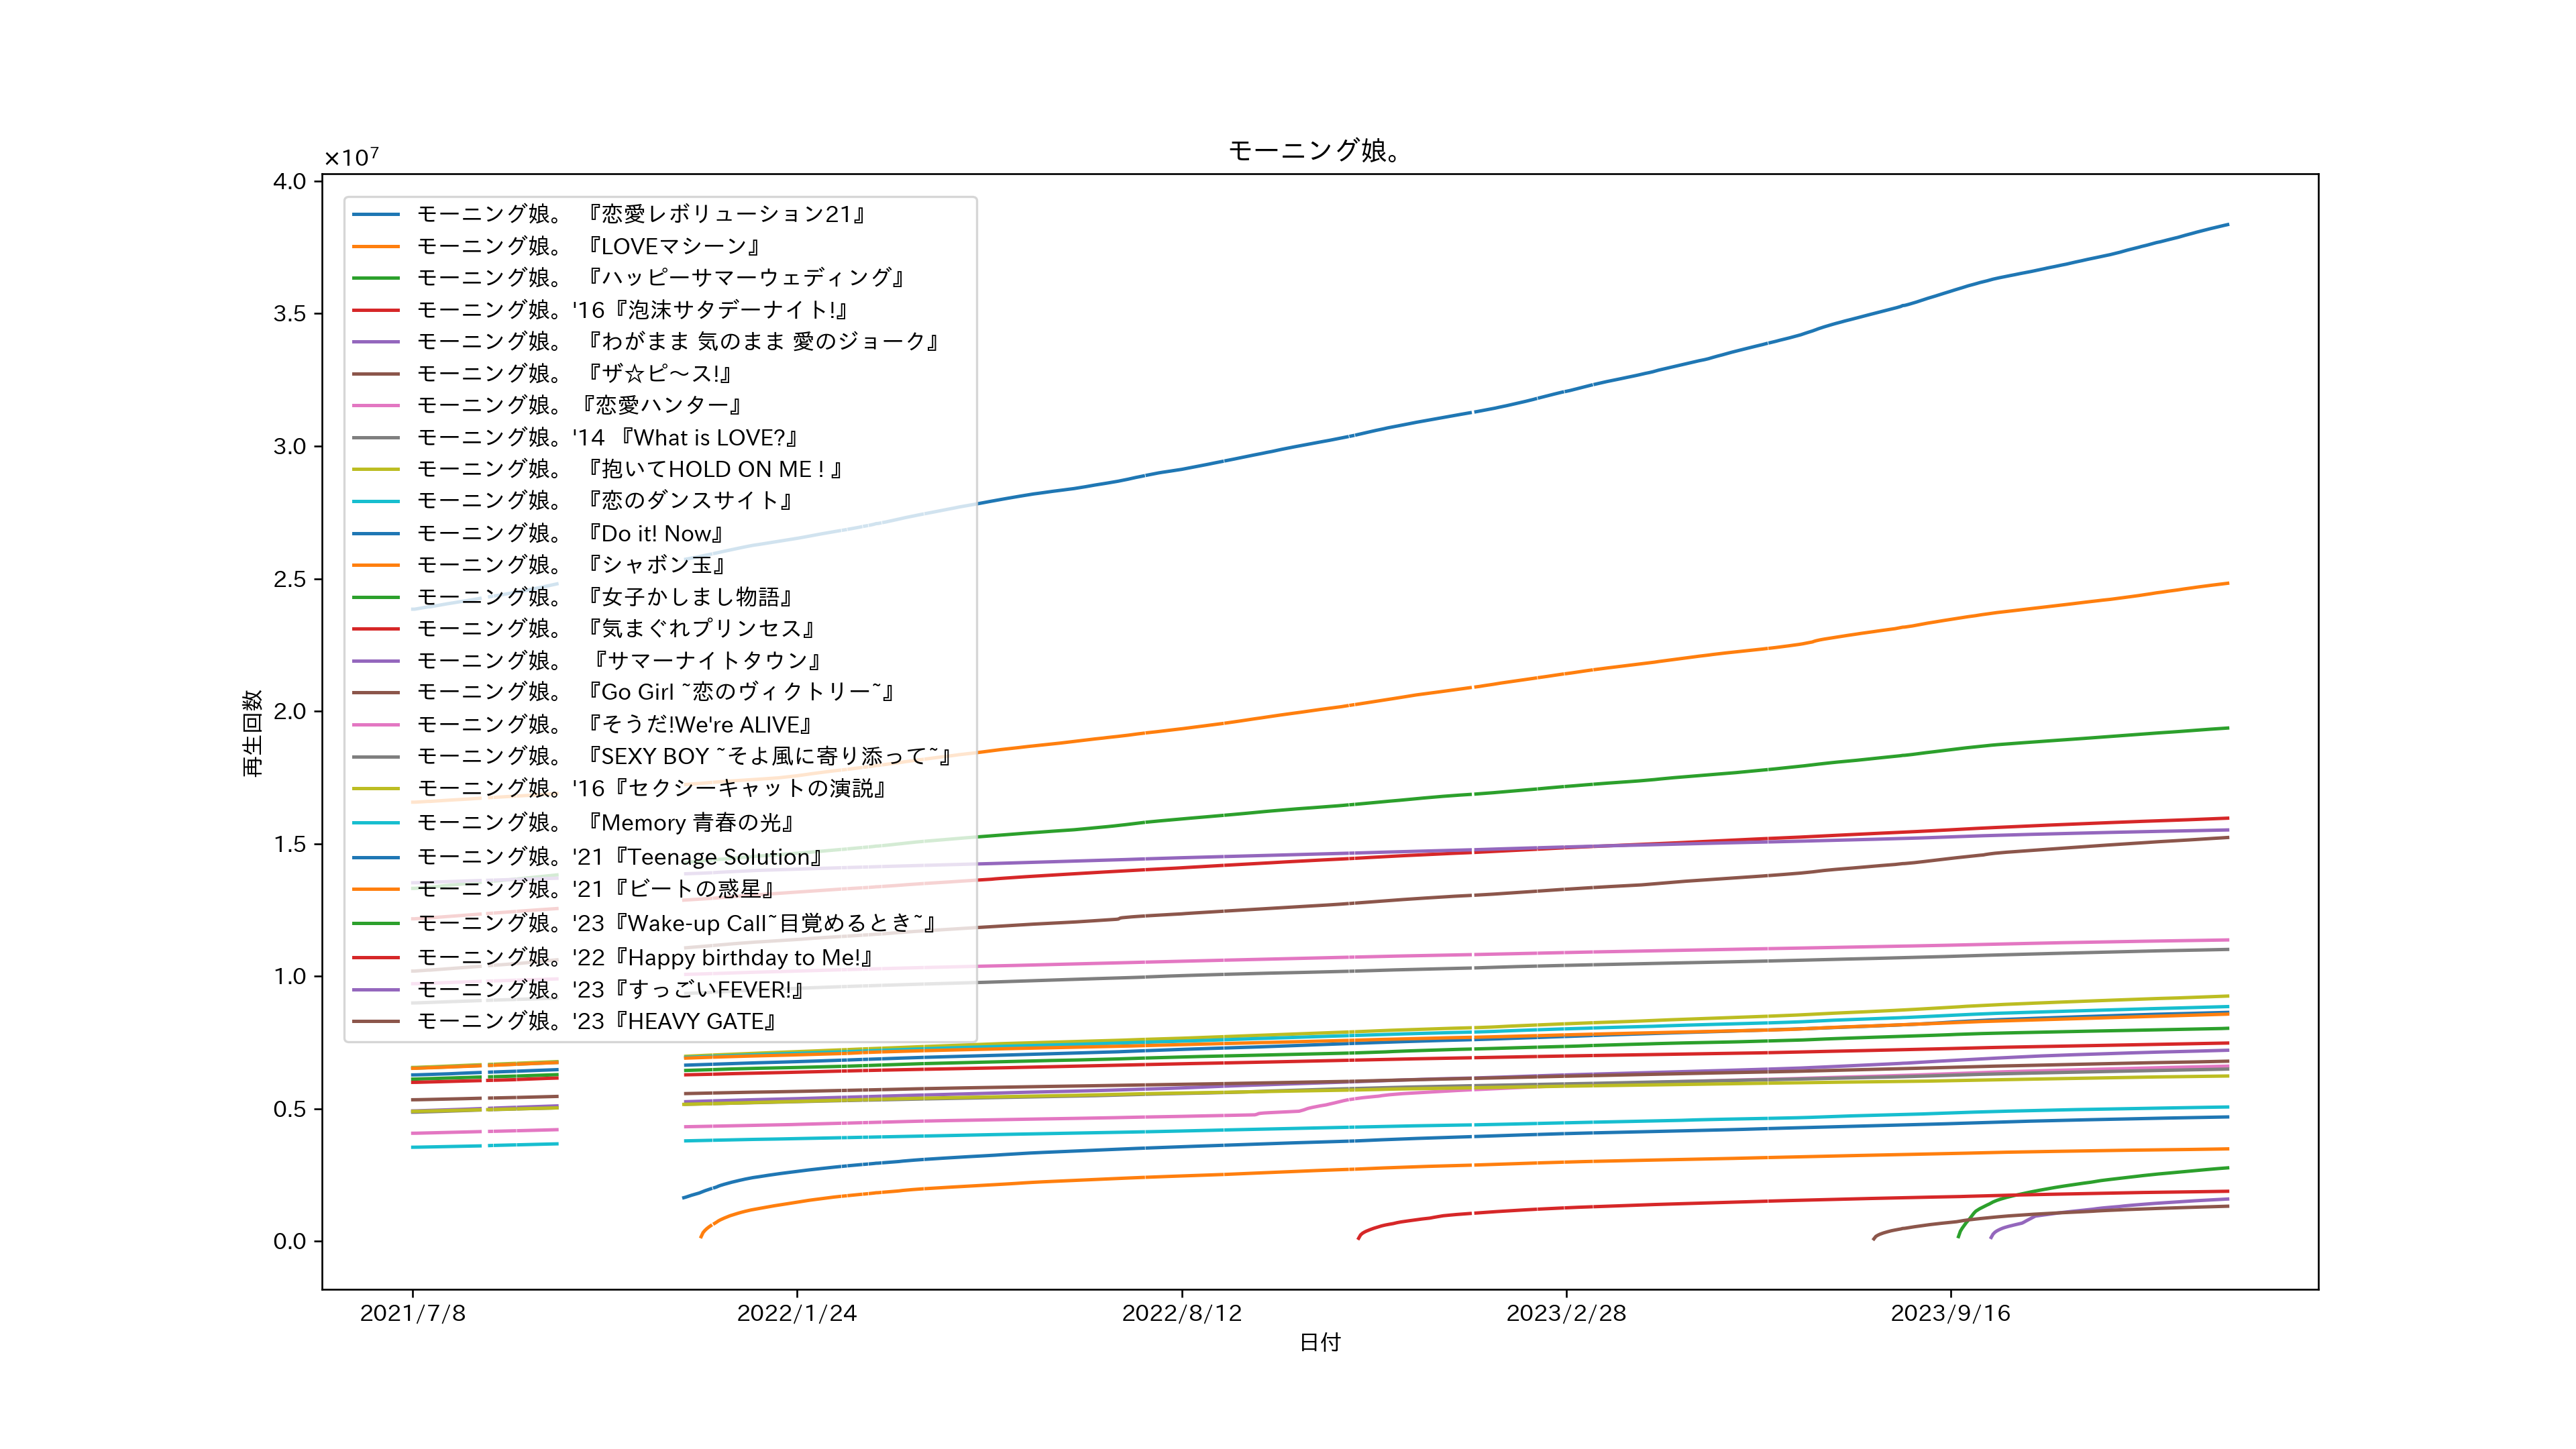 モーニング娘。
×10⁷
4.0
3.5
3.0
2.5
2.0
1.5
1.0
0.5
0.0
再生回数
モーニング娘。 『恋愛レボリューション21』
モーニング娘。 『LOVEマシーン』
モーニング娘。 『ハッピーサマーウェディング』
モーニング娘。'16『泡沫サタデーナイト!』
モーニング娘。 『わがまま 気のまま 愛のジョーク』
モーニング娘。 『ザ☆ピ～ス!』
モーニング娘。『恋愛ハンター』
モーニング娘。'14 『What is LOVE?』
モーニング娘。 『抱いてHOLD ON ME ! 』
モーニング娘。 『恋のダンスサイト』
モーニング娘。 『Do it! Now』
モーニング娘。 『シャボン玉』
モーニング娘。 『女子かしまし物語』
モーニング娘。 『気まぐれプリンセス』
モーニング娘。 『サマーナイトタウン』
モーニング娘。 『Go Girl ~恋のヴィクトリー~』
モーニング娘。 『そうだ!We're ALIVE』
モーニング娘。 『SEXY BOY ~そよ風に寄り添って~』
モーニング娘。'16『セクシーキャットの演説』
モーニング娘。 『Memory 青春の光』
モーニング娘。'21『Teenage Solution』
モーニング娘。'21『ビートの惑星』
モーニング娘。'23『Wake-up Call~目覚めるとき~』
モーニング娘。'22『Happy birthday to Me!』
モーニング娘。'23『すっごいFEVER!』
モーニング娘。'23『HEAVY GATE』
2021/7/8 2022/1/24 2022/8/12 2023/2/28 2023/9/16
日付